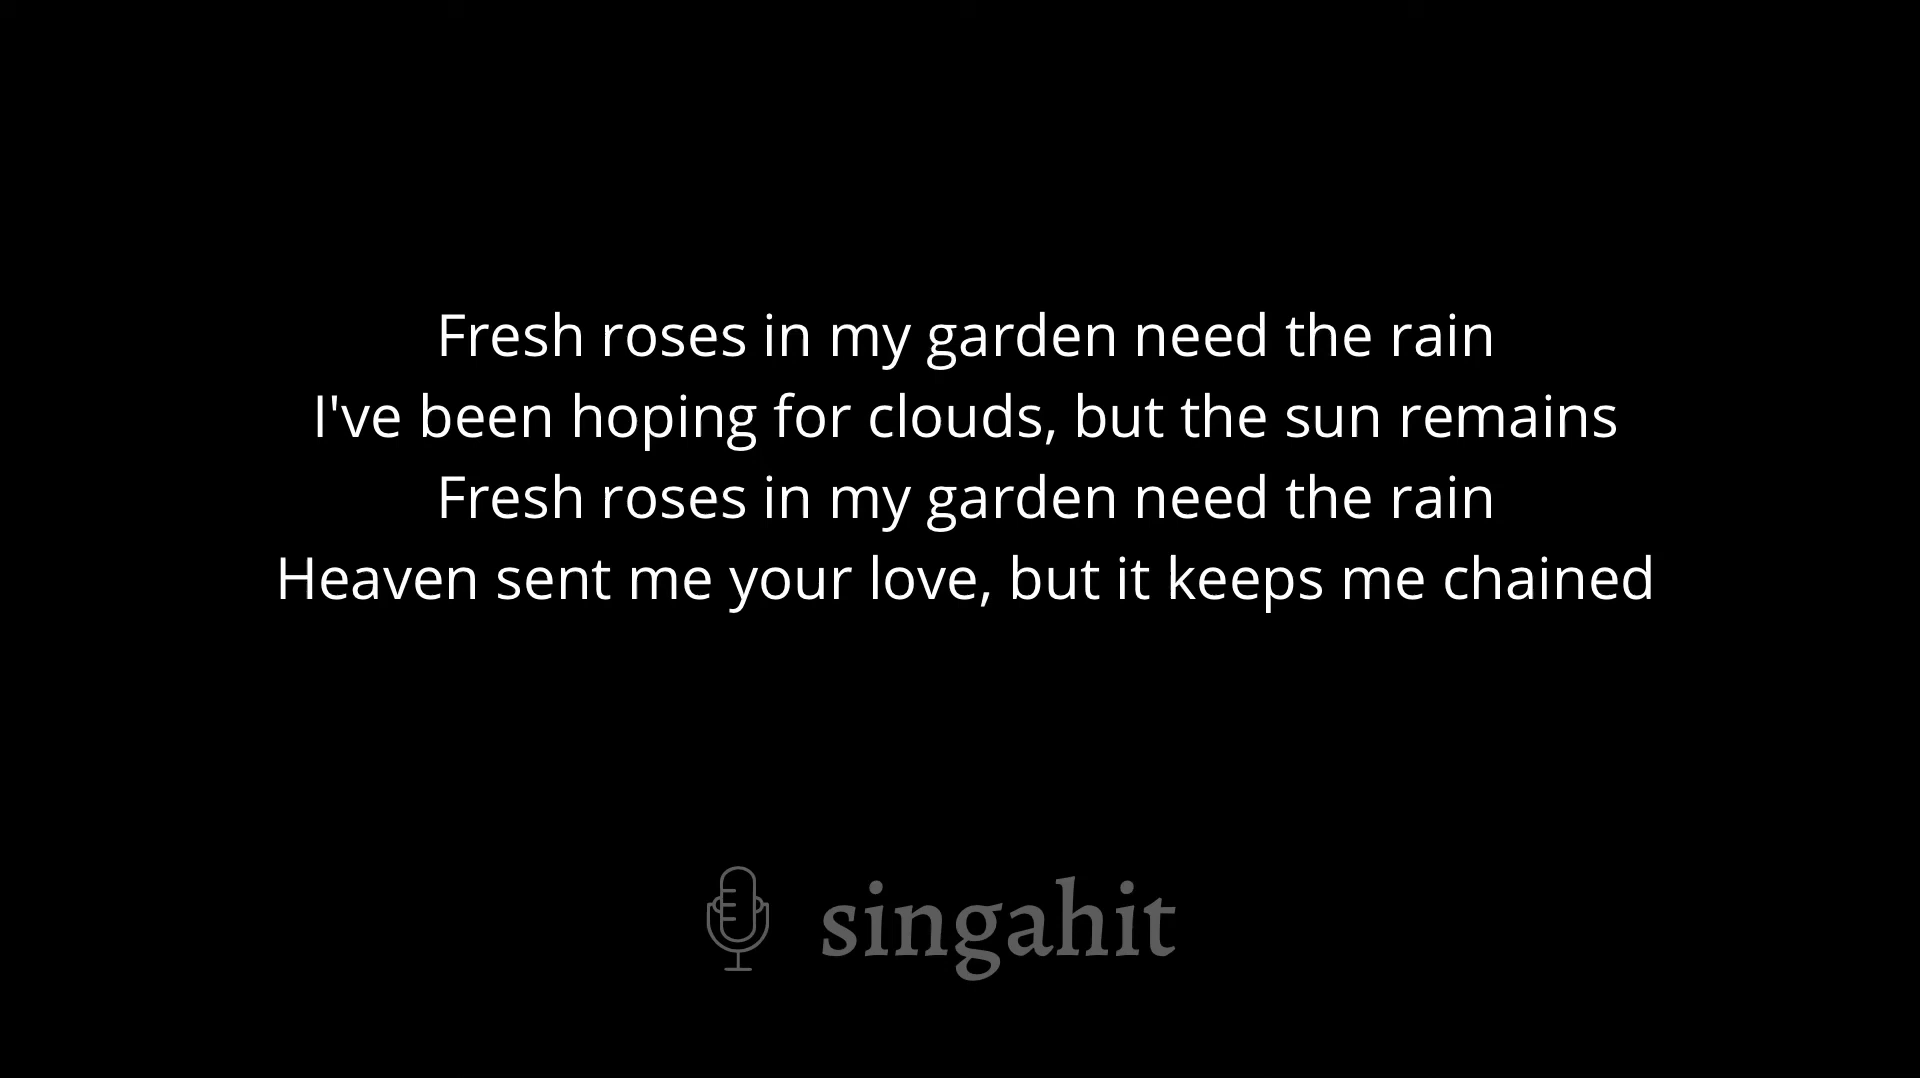 Fresh roses in my garden need the rain
I've been hoping for clouds, but the sun remains
Fresh roses in my garden need the rain
Heaven sent me your love, but it keeps me chained
singahit